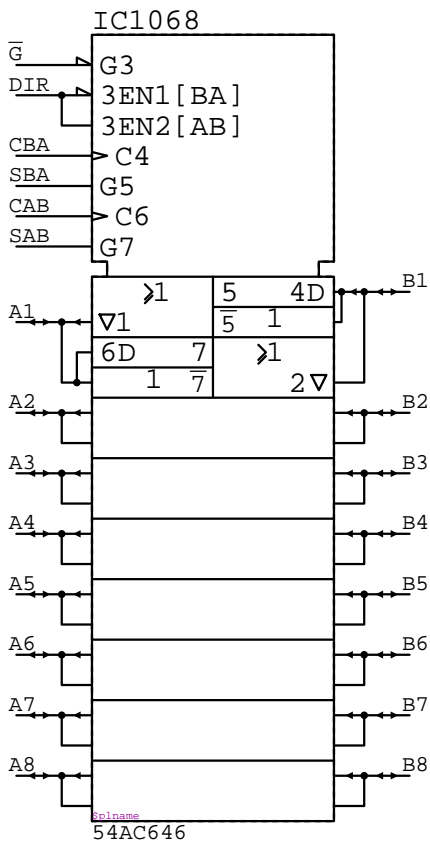 IC1068
G̅ G3
DIR 3EN1[BA]
3EN2[AB]
CBA C4
SBA G5
CAB C6
SAB G7
≥1 5 4D B1
A1 ▽1 5̅ 1
6D 7 ≥1
1 7̅ 2▽
A2 B2
A3 B3
A4 B4
A5 B5
A6 B6
A7 B7
A8 B8
$plname
54AC646